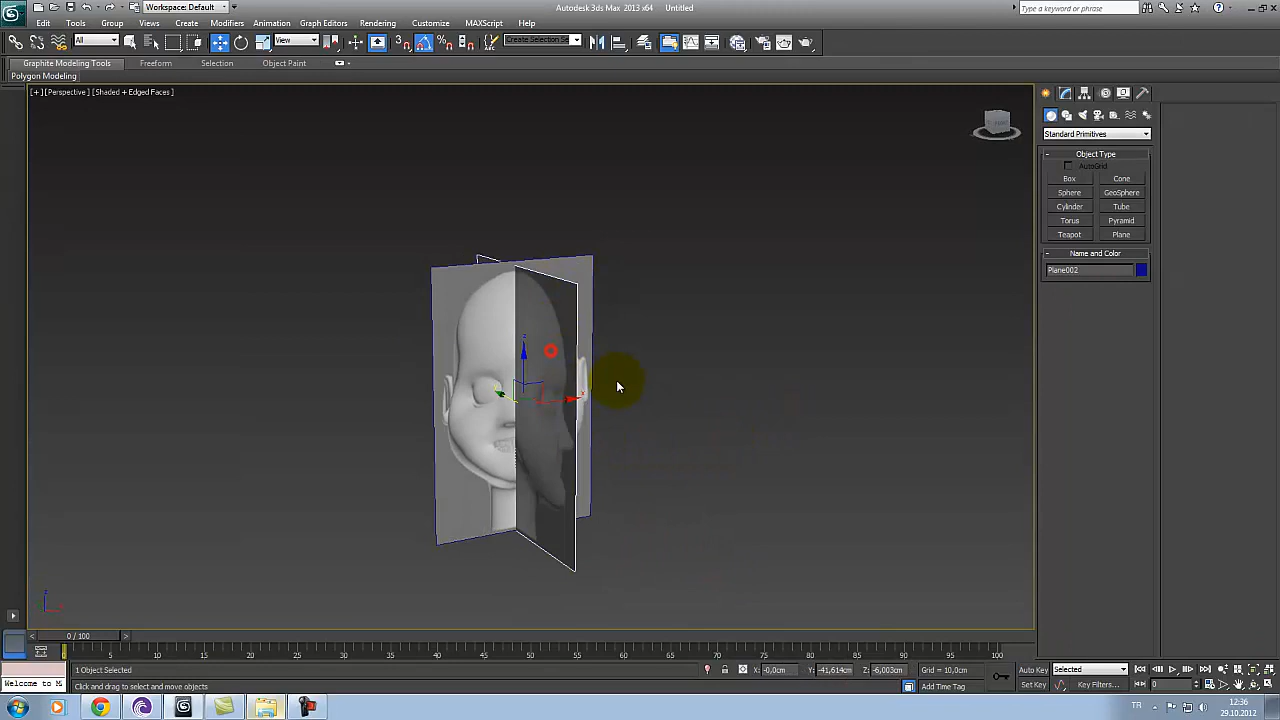 Workspace: Default
Autodesk 3ds Max 2013 x64 Untitled
Type a keyword or phrase
Edit Tools Group Views Create Modifiers Animation Graph Editors Rendering Customize MAXScript Help
All
View
Create Selection Se
Graphite Modeling Tools Freeform Selection Object Paint
Polygon Modeling
[+] [Perspective] [Shaded + Edged Faces]
Standard Primitives
Object Type
AutoGrid
Box Cone
Sphere GeoSphere
Cylinder Tube
Torus Pyramid
Teapot Plane
Name and Color
Plane002
z
x
z
0 / 100
10 15 20 25 30 35 40 45 50 55 60 65 70 75 80 85 90 95 100
1 Object Selected
X: -0,0cm Y: -41,614cm Z: -6,003cm Grid = 10,0cm
Auto Key Selected
Welcome to M
Click and drag to select and move objects
Add Time Tag
Set Key Key Filters...
0
TR
12:36
29.10.2012